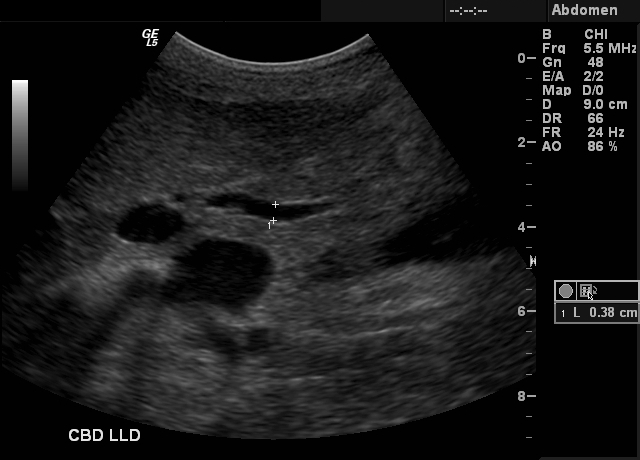 --:--:--
Abdomen
GE
L5
B CHI
Frq 5.5 MHz
Gn 48
E/A 2/2
Map D/0
D 9.0 cm
DR 66
FR 24 Hz
AO 86 %
0
2
4
6
8
1
1 L 0.38 cm
CBD LLD